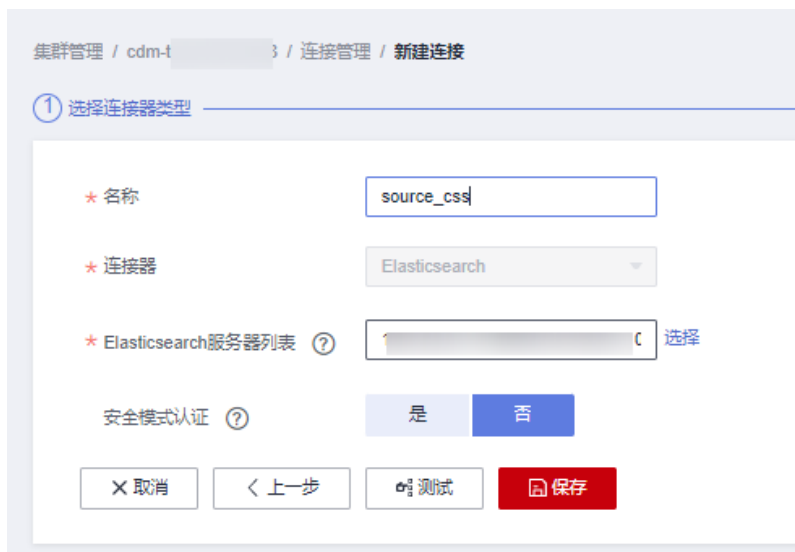 集群管理 / cdm-t 3 / 连接管理 / 新建连接
1 选择连接器类型
* 名称 source_css
* 连接器 Elasticsearch
* Elasticsearch服务器列表 ? 选择
安全模式认证 ? 是 否
取消 上一步 测试 保存